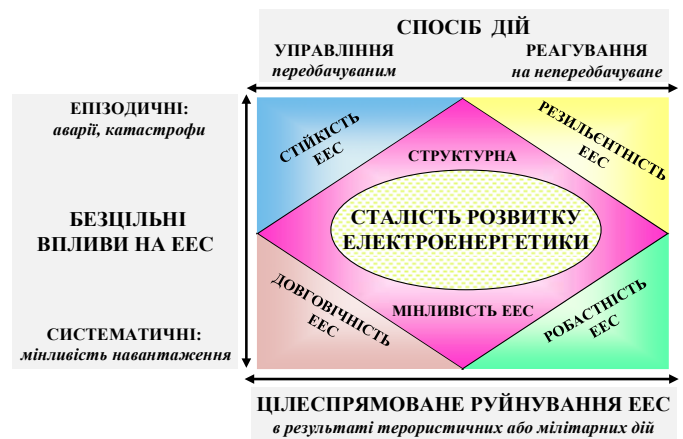 СПОСІБ ДІЙ
УПРАВЛІННЯ
передбачуваним
РЕАГУВАННЯ
на непередбачуване
ЕПІЗОДИЧНІ:
аварії, катастрофи
БЕЗЦІЛЬНІ
ВПЛИВИ НА ЕЕС
СИСТЕМАТИЧНІ:
мінливість навантаження
СТІЙКІСТЬ
ЕЕС
РЕЗИЛЬЄНТНІСТЬ
ЕЕС
СТРУКТУРНА
СТАЛІСТЬ РОЗВИТКУ
ЕЛЕКТРОЕНЕРГЕТИКИ
МІНЛИВІСТЬ ЕЕС
ДОВГОВІЧНІСТЬ
ЕЕС
РОБАСТНІСТЬ
ЕЕС
ЦІЛЕСПРЯМОВАНЕ РУЙНУВАННЯ ЕЕС
в результаті терористичних або мілітарних дій